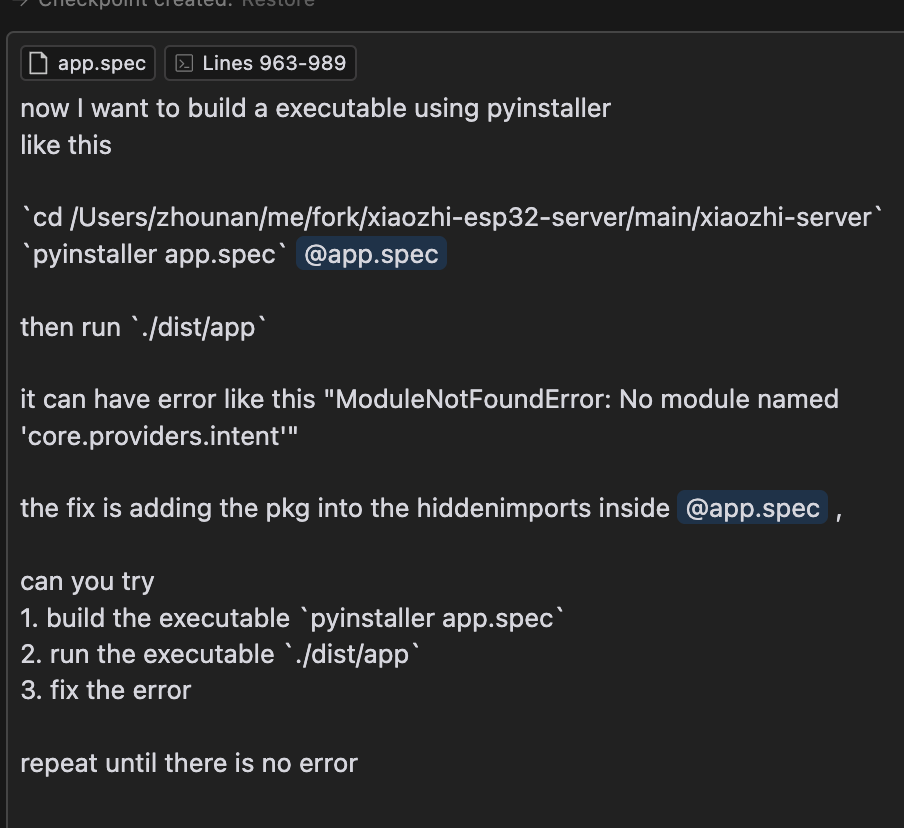 → Checkpoint created. Restore
app.spec Lines 963-989
now I want to build a executable using pyinstaller
like this
`cd /Users/zhounan/me/fork/xiaozhi-esp32-server/main/xiaozhi-server`
`pyinstaller app.spec` @app.spec
then run `./dist/app`
it can have error like this "ModuleNotFoundError: No module named
'core.providers.intent'"
the fix is adding the pkg into the hiddenimports inside @app.spec ,
can you try
1. build the executable `pyinstaller app.spec`
2. run the executable `./dist/app`
3. fix the error
repeat until there is no error